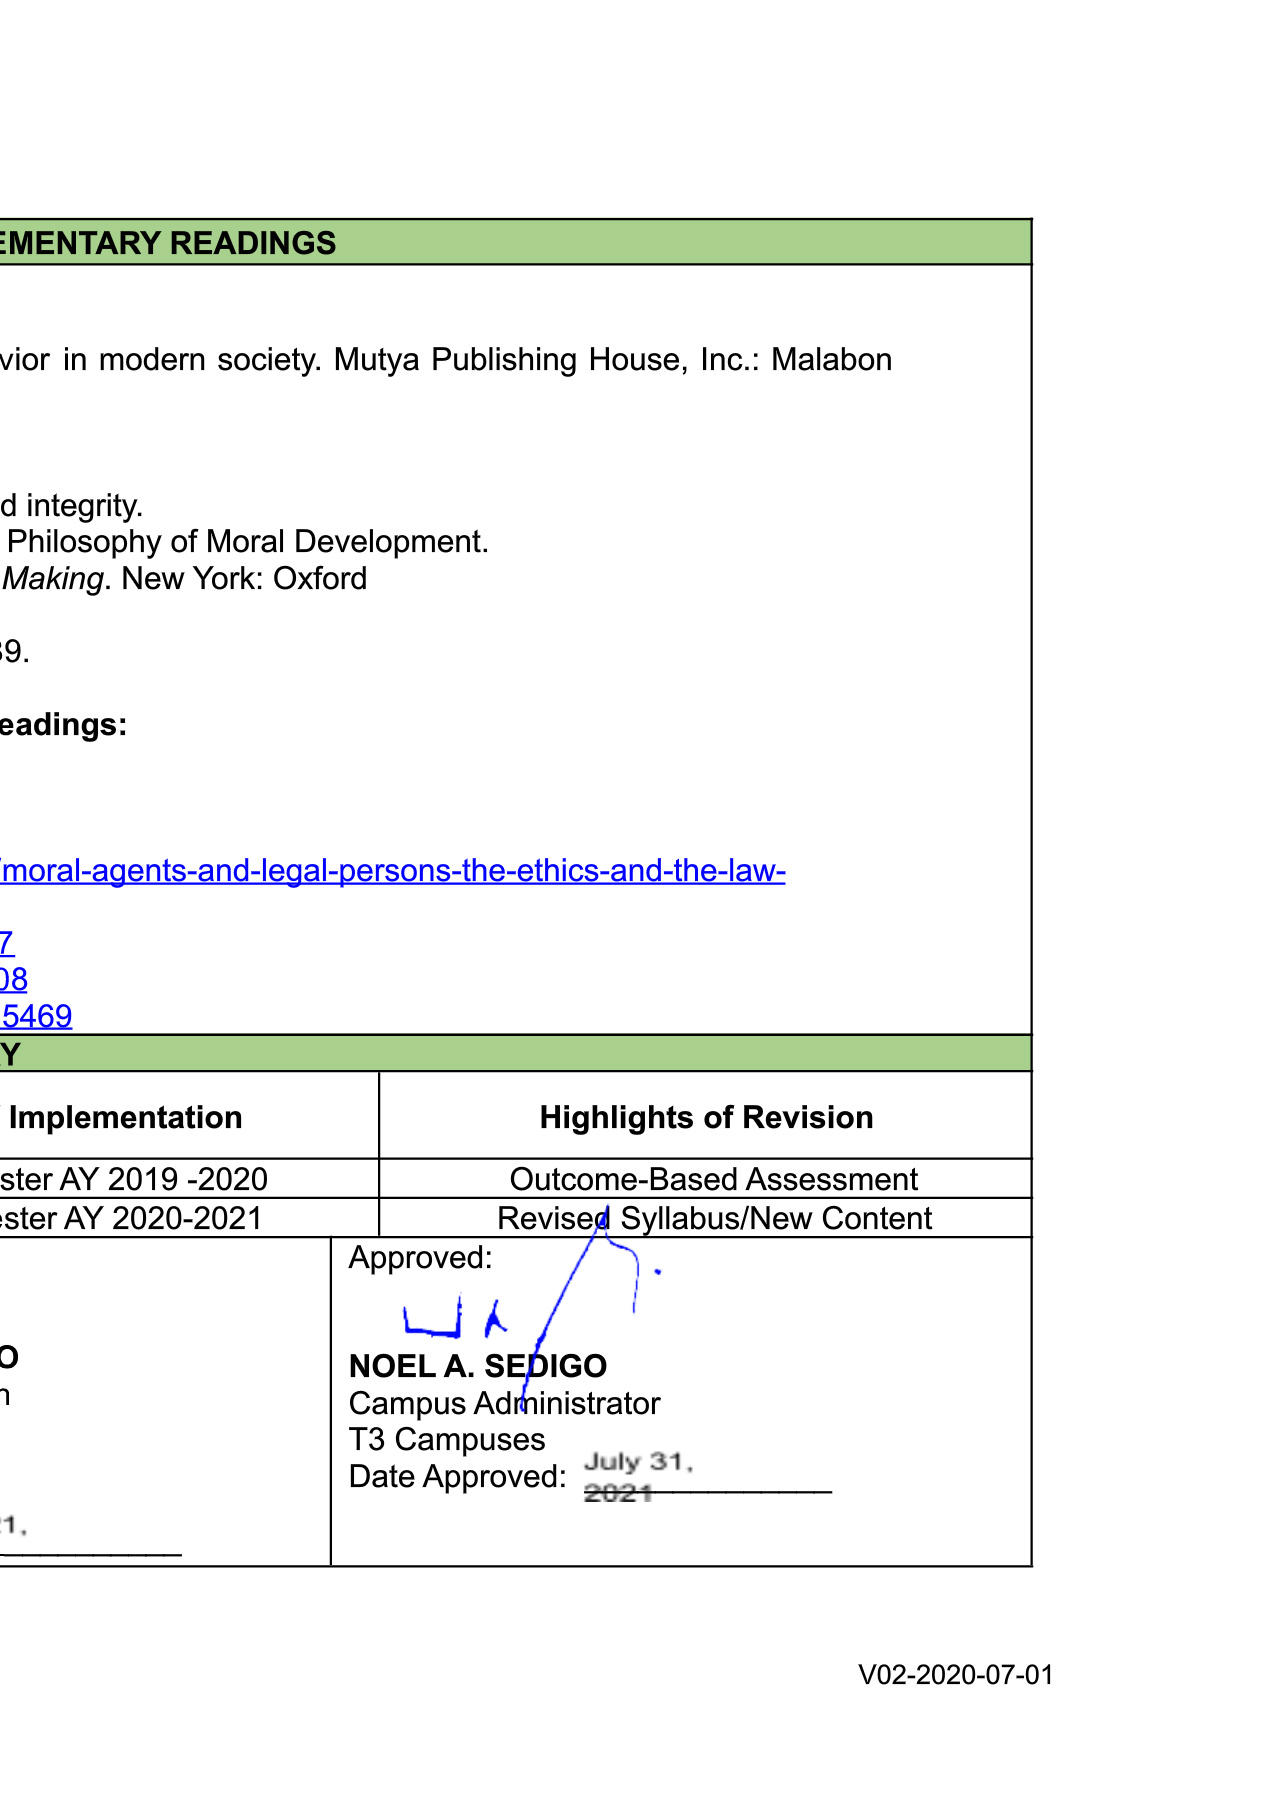 EMENTARY READINGS
vior in modern society. Mutya Publishing House, Inc.: Malabon
d integrity.
Philosophy of Moral Development.
Making. New York: Oxford
39.
eadings:
/moral-agents-and-legal-persons-the-ethics-and-the-law-
7
08
5469
Y
Implementation Highlights of Revision
ster AY 2019 -2020 Outcome-Based Assessment
ester AY 2020-2021 Revised Syllabus/New Content
Approved:
O NOEL A. SEDIGO
n Campus Administrator
T3 Campuses
Date Approved: July 31,
2021
1,
V02-2020-07-01